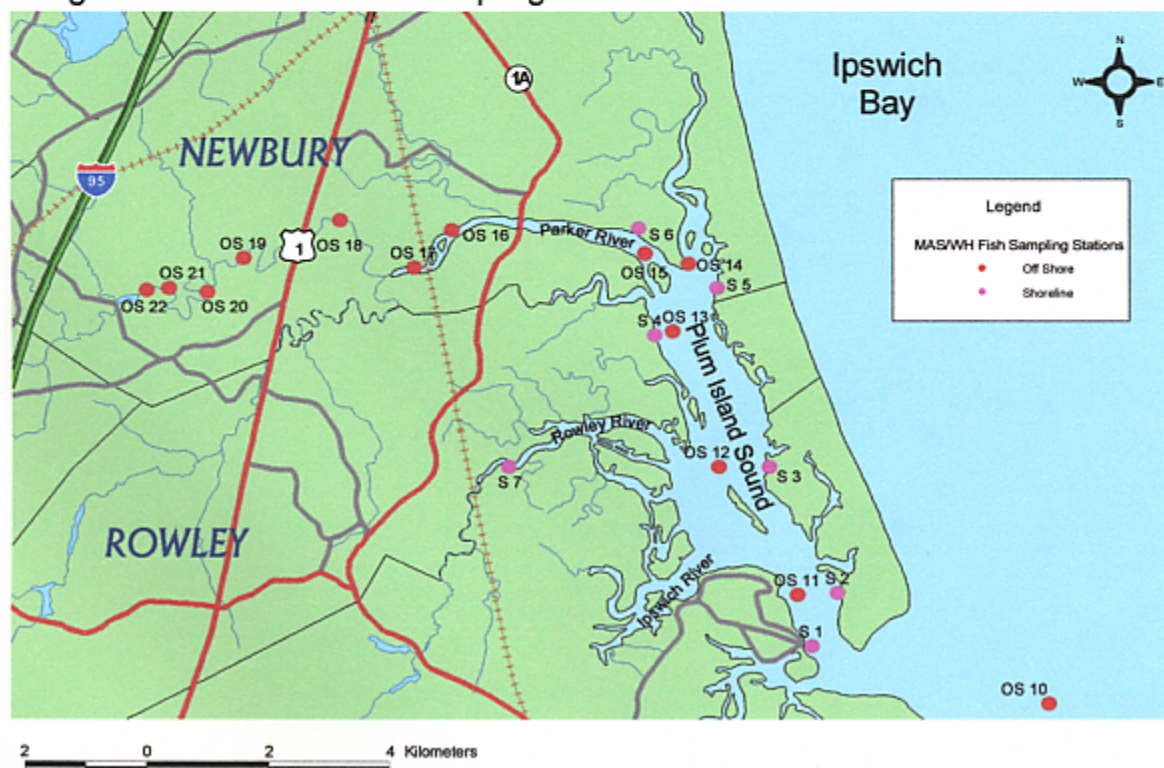 Ipswich
Bay
N
W
E
S
1A
NEWBURY
95
1
Legend
MAS/WH Fish Sampling Stations
Off Shore
Shoreline
S 6
OS 16
Parker River
OS 19
OS 18
OS 17
OS 15
OS 14
OS 21
S 5
OS 22
OS 20
S 4
OS 13
Plum Island Sound
Rowley River
OS 12
S 3
S 7
ROWLEY
Ipswich River
OS 11
S 2
S 1
OS 10
2
0
2
4 Kilometers